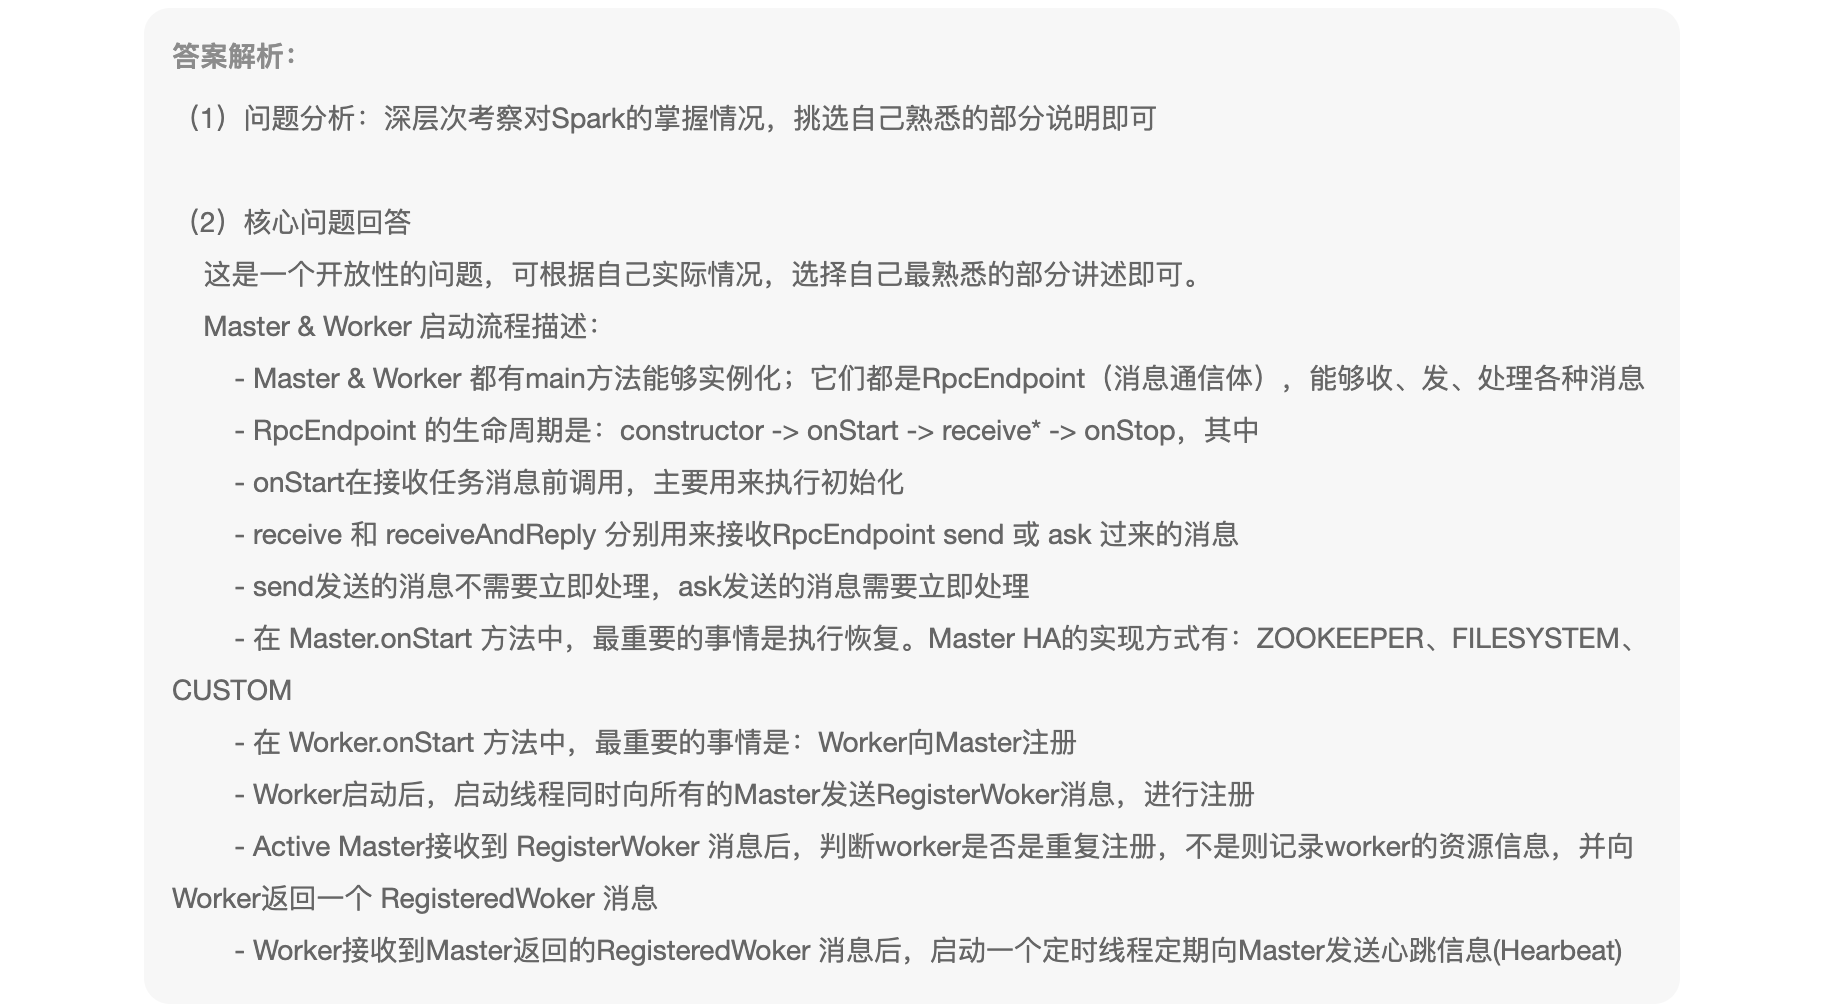 答案解析：
（1）问题分析：深层次考察对Spark的掌握情况，挑选自己熟悉的部分说明即可
（2）核心问题回答
这是一个开放性的问题，可根据自己实际情况，选择自己最熟悉的部分讲述即可。
Master & Worker 启动流程描述：
- Master & Worker 都有main方法能够实例化；它们都是RpcEndpoint（消息通信体），能够收、发、处理各种消息
- RpcEndpoint 的生命周期是：constructor -> onStart -> receive* -> onStop，其中
- onStart在接收任务消息前调用，主要用来执行初始化
- receive 和 receiveAndReply 分别用来接收RpcEndpoint send 或 ask 过来的消息
- send发送的消息不需要立即处理，ask发送的消息需要立即处理
- 在 Master.onStart 方法中，最重要的事情是执行恢复。Master HA的实现方式有：ZOOKEEPER、FILESYSTEM、
CUSTOM
- 在 Worker.onStart 方法中，最重要的事情是：Worker向Master注册
- Worker启动后，启动线程同时向所有的Master发送RegisterWoker消息，进行注册
- Active Master接收到 RegisterWoker 消息后，判断worker是否是重复注册，不是则记录worker的资源信息，并向
Worker返回一个 RegisteredWoker 消息
- Worker接收到Master返回的RegisteredWoker 消息后，启动一个定时线程定期向Master发送心跳信息(Hearbeat)